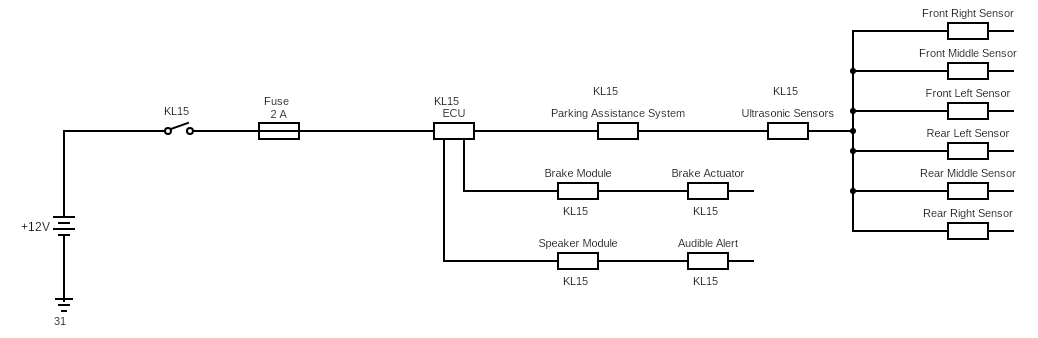 Front Right Sensor
Front Middle Sensor
KL15
KL15
Front Left Sensor
KL15
Fuse
2 A
KL15
ECU
Parking Assistance System
Ultrasonic Sensors
Rear Left Sensor
Brake Module
Brake Actuator
Rear Middle Sensor
KL15
KL15
Rear Right Sensor
+12V
Speaker Module
Audible Alert
KL15
KL15
31